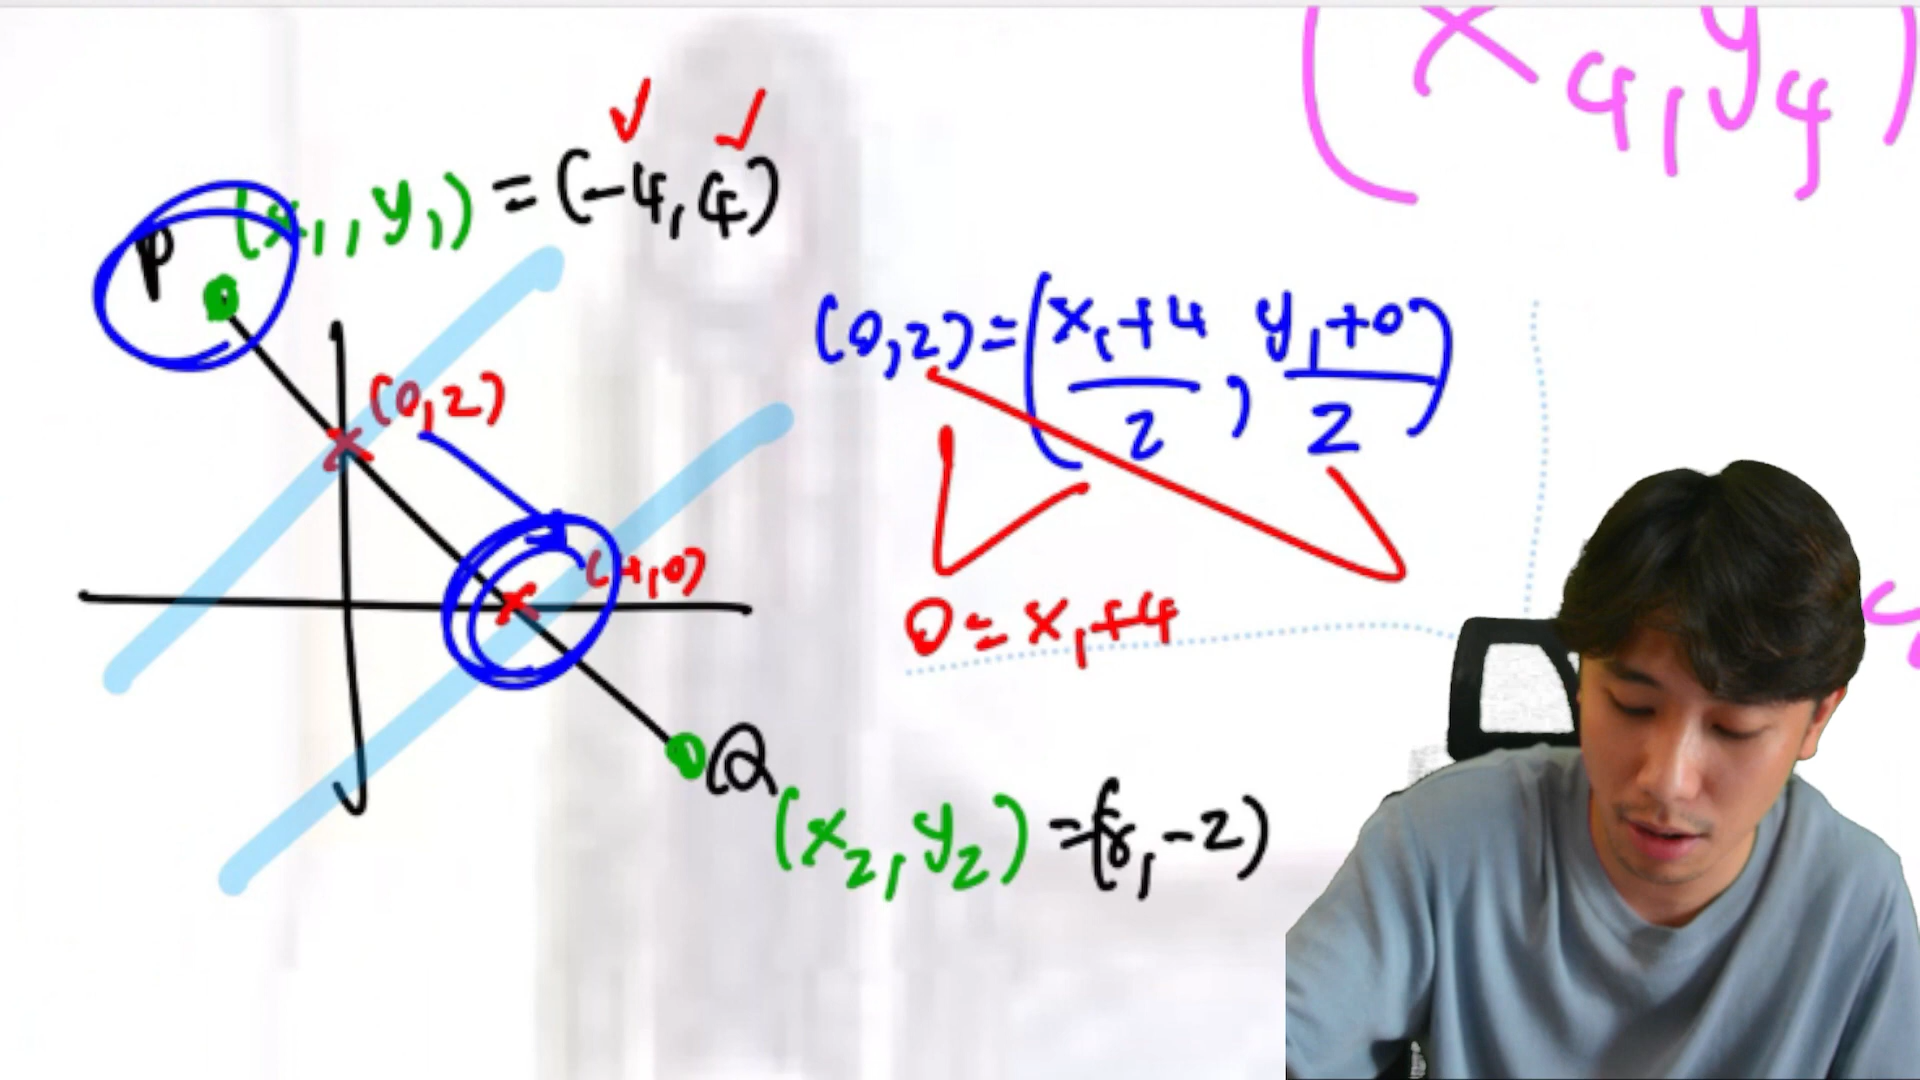 (x₄, y₄)
(x₁, y₁) = (-4, 4)
P
(0,2) = (x₁+4/2, y₁+0/2)
(0,2)
(4,0)
0 = x₁+4
Q
(x₂, y₂) = (8, -2)